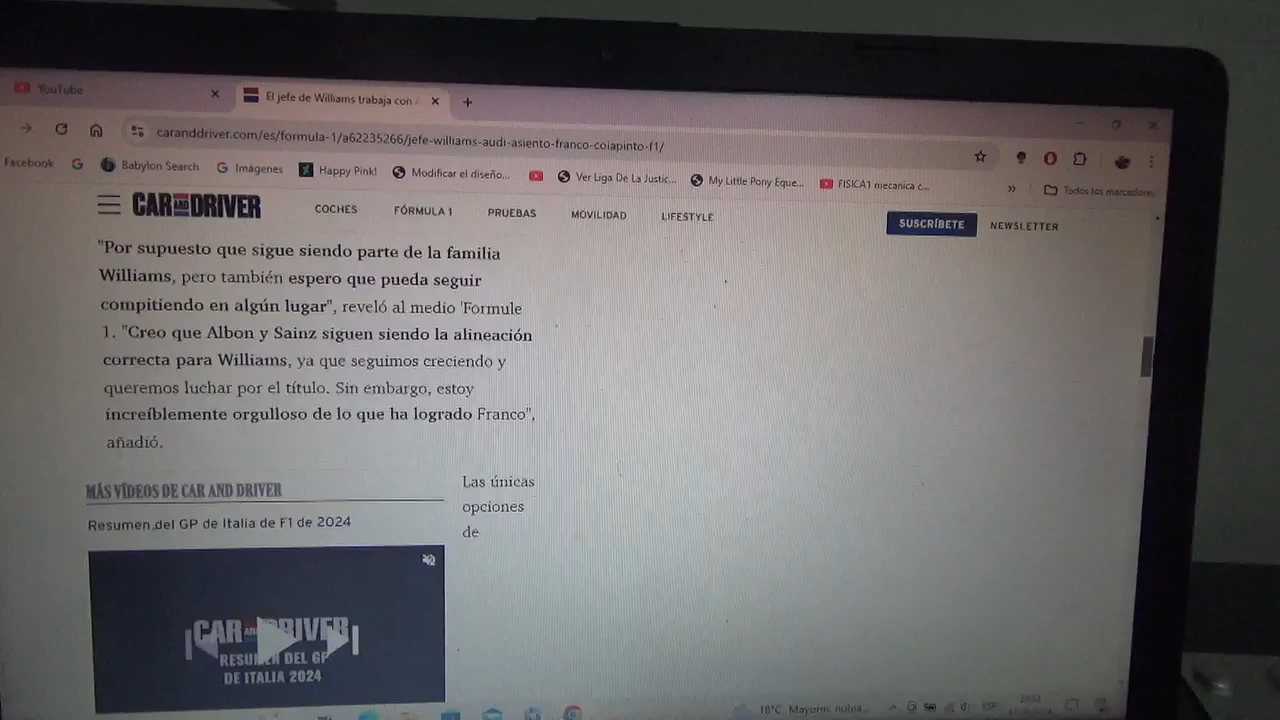 YouTube
El jefe de Williams trabaja con
caranddriver.com/es/formula-1/a62235266/jefe-williams-audi-asiento-franco-colapinto-f1/
Facebook
Babylon Search
Imágenes
Happy Pink!
Modificar el diseño...
Ver Liga De La Justic...
My Little Pony Eque...
FISICA1 mecanica c...
»
Todos los marcadores
CAR AND DRIVER
COCHES
FÓRMULA 1
PRUEBAS
MOVILIDAD
LIFESTYLE
SUSCRÍBETE
NEWSLETTER
"Por supuesto que sigue siendo parte de la familia
Williams, pero también espero que pueda seguir
compitiendo en algún lugar", reveló al medio 'Formule
1. "Creo que Albon y Sainz siguen siendo la alineación
correcta para Williams, ya que seguimos creciendo y
queremos luchar por el título. Sin embargo, estoy
increíblemente orgulloso de lo que ha logrado Franco",
añadió.
MÁS VÍDEOS DE CAR AND DRIVER
Resumen del GP de Italia de F1 de 2024
CAR AND DRIVER
RESUMEN DEL GP
DE ITALIA 2024
Las únicas
opciones
de
18°C Mayorm. nubla...
ESP